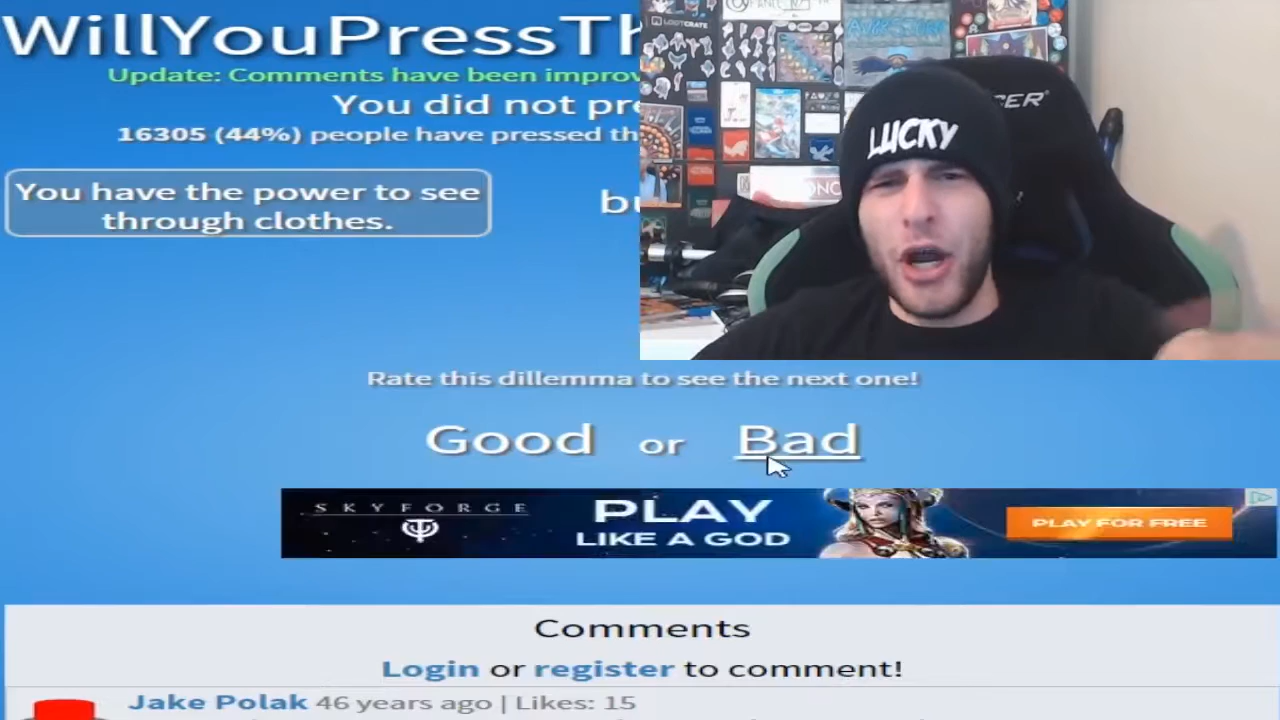 WillYouPressTh
Update: Comments have been improv
You did not pre
16305 (44%) people have pressed th
You have the power to see
through clothes.
bu
LOOTCRATE
LUCKY
CER
Rate this dillemma to see the next one!
Good or Bad
SKYFORGE
PLAY
LIKE A GOD
PLAY FOR FREE
Comments
Login or register to comment!
Jake Polak 46 years ago | Likes: 15